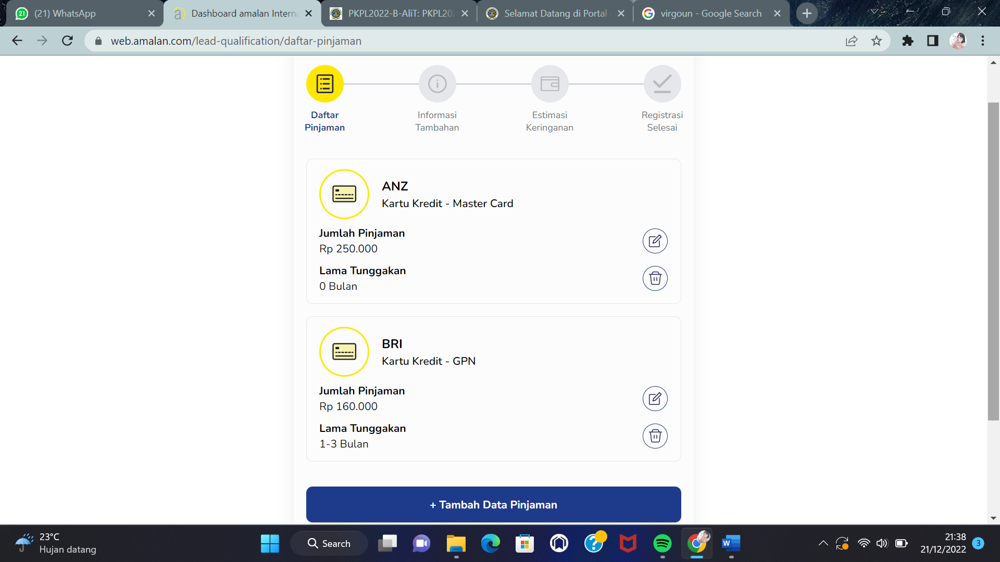 (21) WhatsApp
Dashboard amalan Interna
PKPL2022-B-AliT: PKPL202
Selamat Datang di Portal
virgoun - Google Search
web.amalan.com/lead-qualification/daftar-pinjaman
Daftar
Pinjaman
Informasi
Tambahan
Estimasi
Keringanan
Registrasi
Selesai
ANZ
Kartu Kredit - Master Card
Jumlah Pinjaman
Rp 250.000
Lama Tunggakan
0 Bulan
BRI
Kartu Kredit - GPN
Jumlah Pinjaman
Rp 160.000
Lama Tunggakan
1-3 Bulan
+ Tambah Data Pinjaman
23°C
Hujan datang
Search
21:38
21/12/2022
3